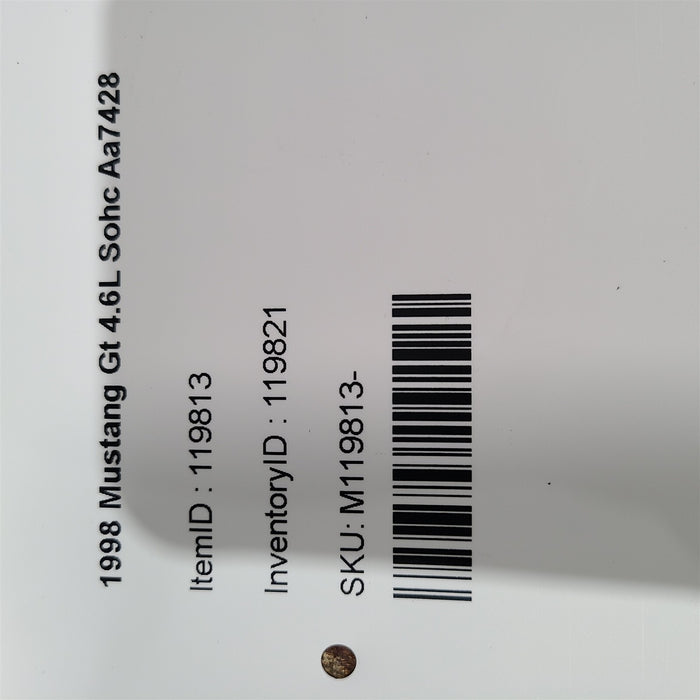 1998 Mustang Gt 4.6L Sohc Aa7428
ItemID : 119813
InventoryID : 119821
SKU: M119813-